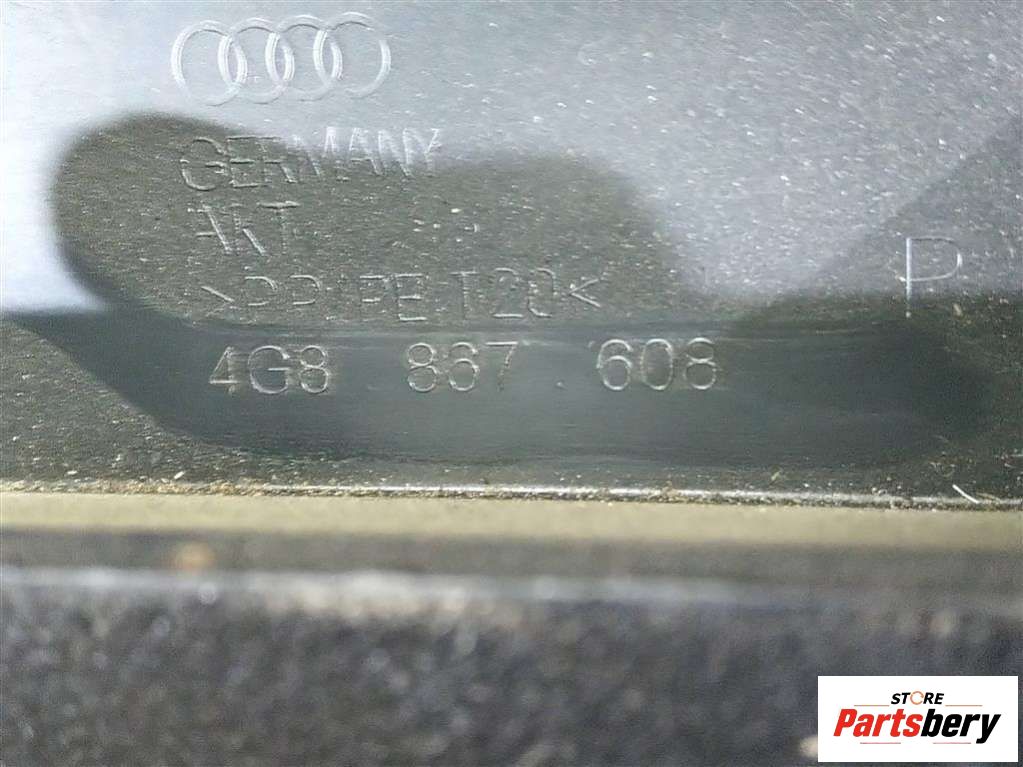 GERMANY
AKT
>PP/PE T20<
P
4G8 867 608
STORE
Partsbery